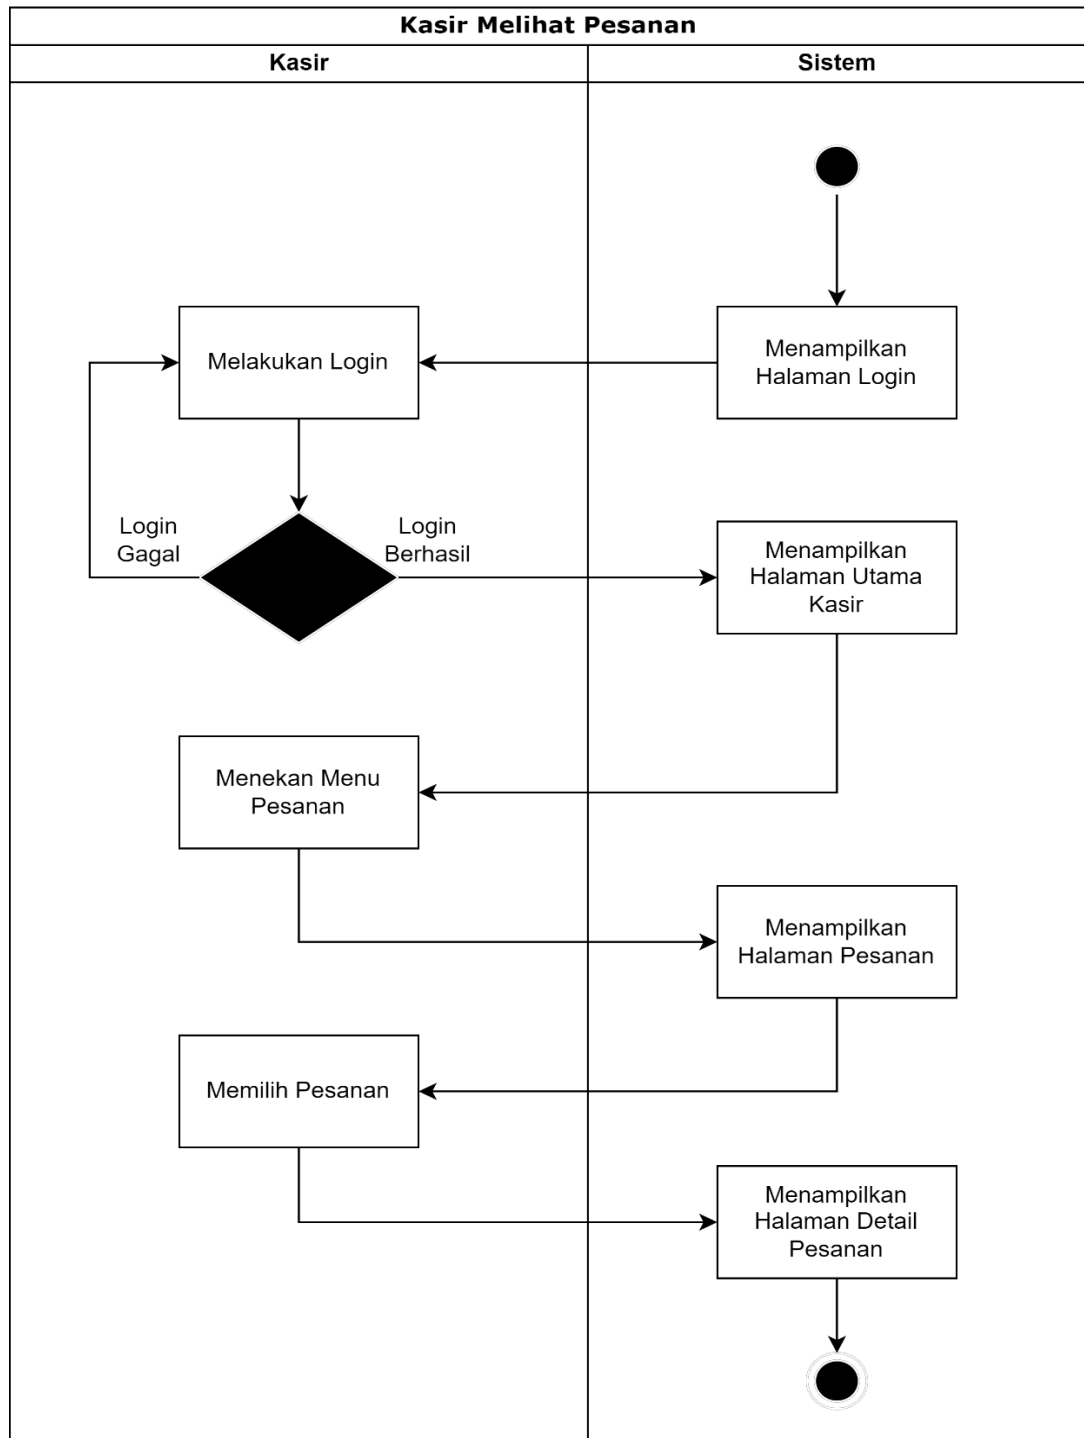 Kasir Melihat Pesanan
Kasir
Sistem
Melakukan Login
Menampilkan
Halaman Login
Login
Gagal
Login
Berhasil
Menampilkan
Halaman Utama
Kasir
Menekan Menu
Pesanan
Menampilkan
Halaman Pesanan
Memilih Pesanan
Menampilkan
Halaman Detail
Pesanan